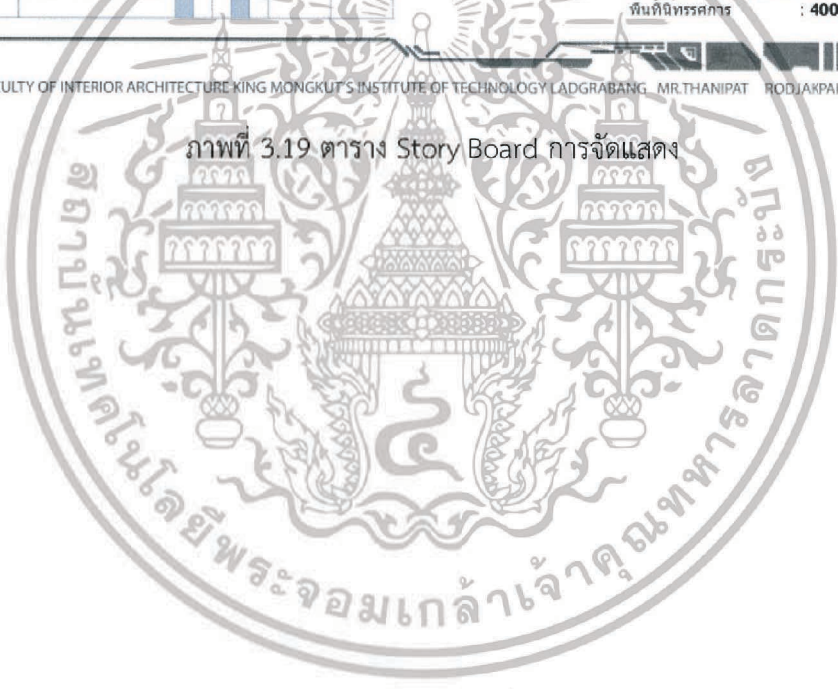 พื้นที่นิทรรศการ : 400
ULTY OF INTERIOR ARCHITECTURE KING MONGKUT'S INSTITUTE OF TECHNOLOGY LADGRABANG MR.THANIPAT RODJAKPAI
ภาพที่ 3.19 ตาราง Story Board การจัดแสดง
สถาบันเทคโนโลยีพระจอมเกล้าเจ้าคุณทหารลาดกระบัง